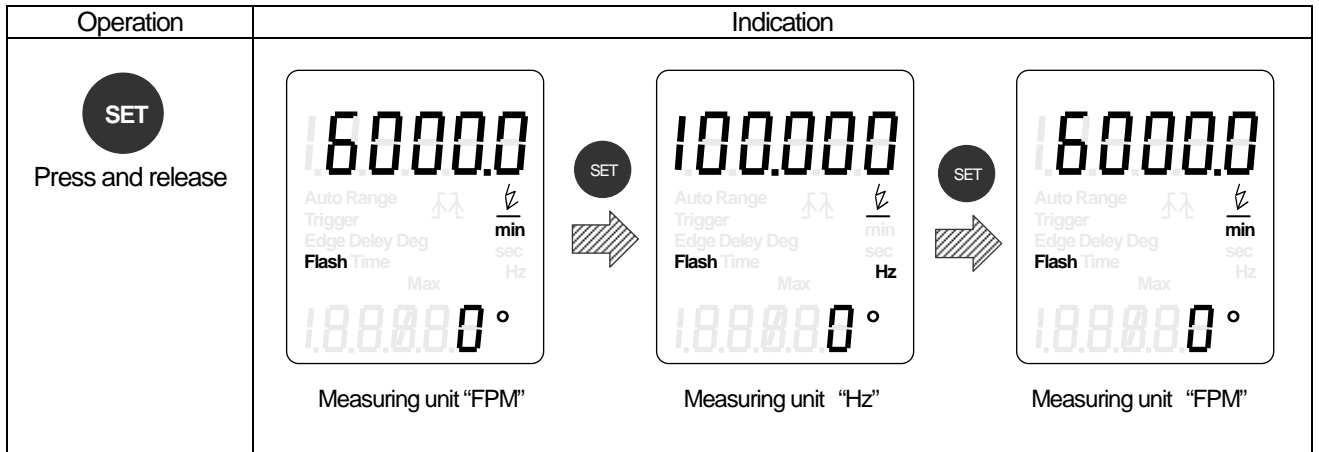 Operation
Indication
SET
Press and release
6000.0
Auto Range
Trigger
min
Edge Deley Deg
sec
Flash Time
Hz
Max
0°
Measuring unit “FPM”
SET
100.000
Auto Range
Trigger
min
Edge Deley Deg
sec
Flash Time
Hz
Max
0°
Measuring unit “Hz”
SET
6000.0
Auto Range
Trigger
min
Edge Deley Deg
sec
Flash Time
Hz
Max
0°
Measuring unit “FPM”